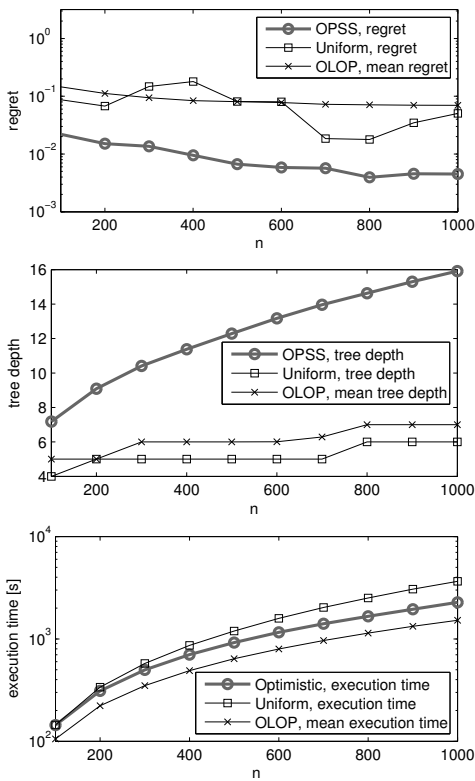 10^0
10^-1
10^-2
10^-3
regret
OPSS, regret
Uniform, regret
OLOP, mean regret
200 400 600 800 1000
n
16
14
12
10
8
6
4
tree depth
OPSS, tree depth
Uniform, tree depth
OLOP, mean tree depth
200 400 600 800 1000
n
10^4
10^3
10^2
execution time [s]
Optimistic, execution time
Uniform, execution time
OLOP, mean execution time
200 400 600 800 1000
n